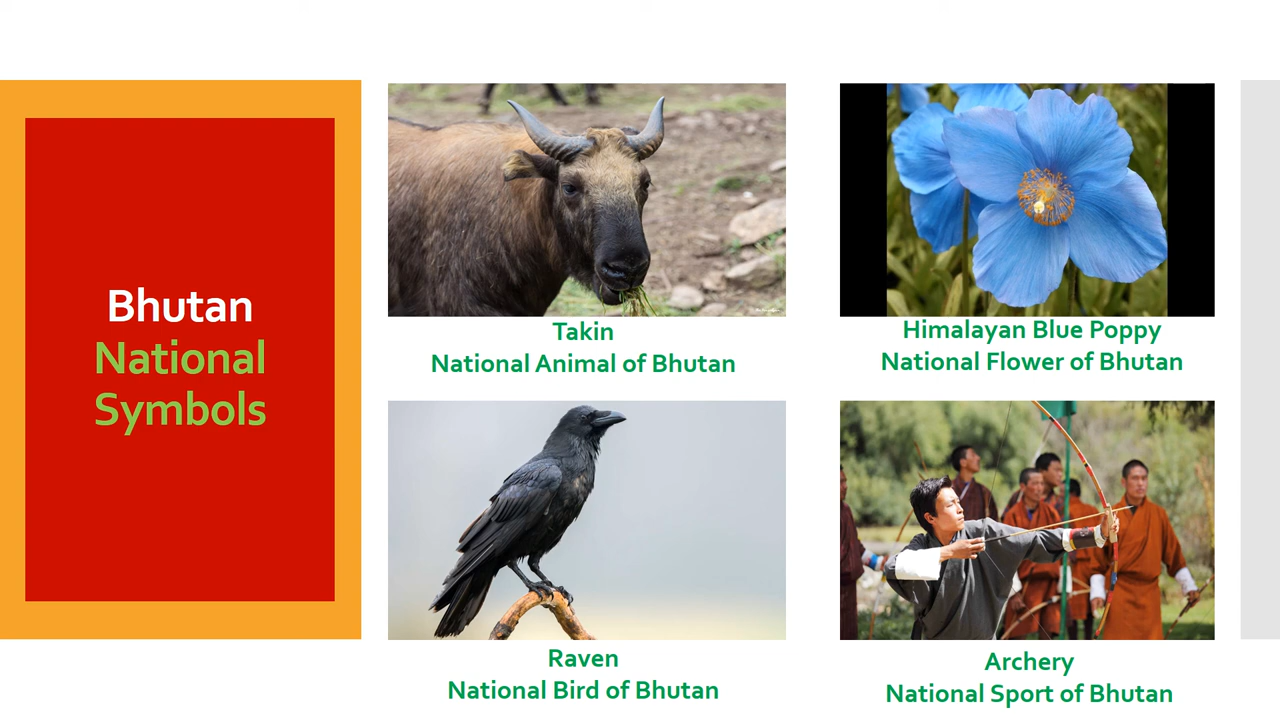 Bhutan
National
Symbols
Takin
National Animal of Bhutan
Himalayan Blue Poppy
National Flower of Bhutan
Raven
National Bird of Bhutan
Archery
National Sport of Bhutan